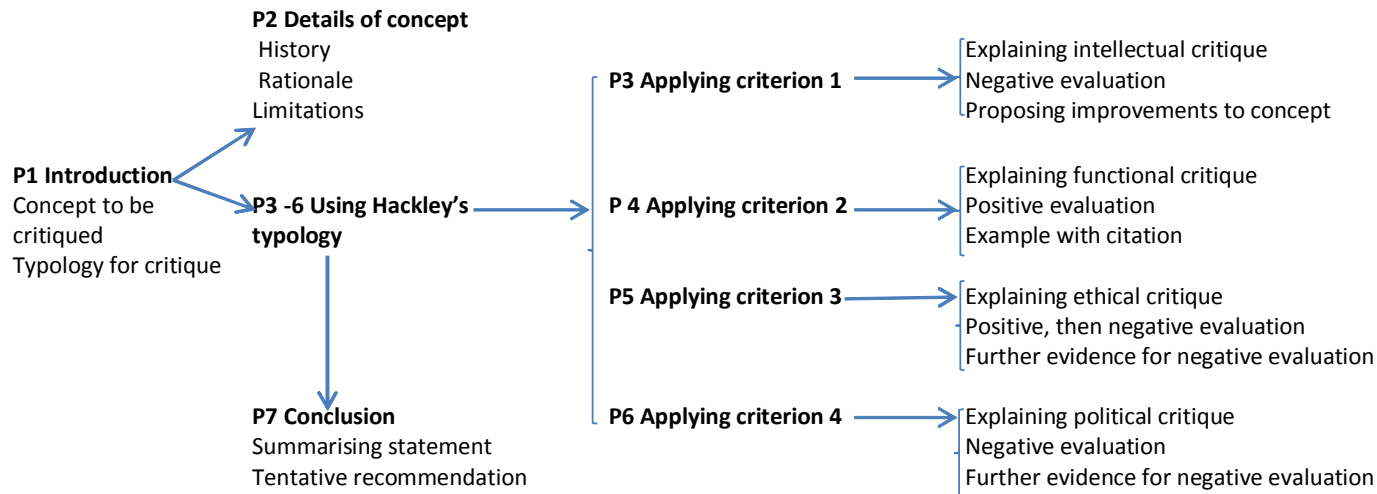 P1 Introduction
Concept to be
critiqued
Typology for critique
P2 Details of concept
History
Rationale
Limitations
P3 -6 Using Hackley’s
typology
P7 Conclusion
Summarising statement
Tentative recommendation
P3 Applying criterion 1
Explaining intellectual critique
Negative evaluation
Proposing improvements to concept
P 4 Applying criterion 2
Explaining functional critique
Positive evaluation
Example with citation
P5 Applying criterion 3
Explaining ethical critique
Positive, then negative evaluation
Further evidence for negative evaluation
P6 Applying criterion 4
Explaining political critique
Negative evaluation
Further evidence for negative evaluation